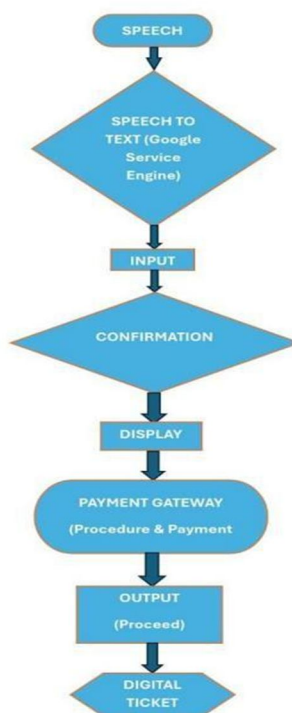 SPEECH
SPEECH TO
TEXT (Google
Service
Engine)
INPUT
CONFIRMATION
DISPLAY
PAYMENT GATEWAY
(Procedure & Payment
OUTPUT
(Proceed)
DIGITAL
TICKET